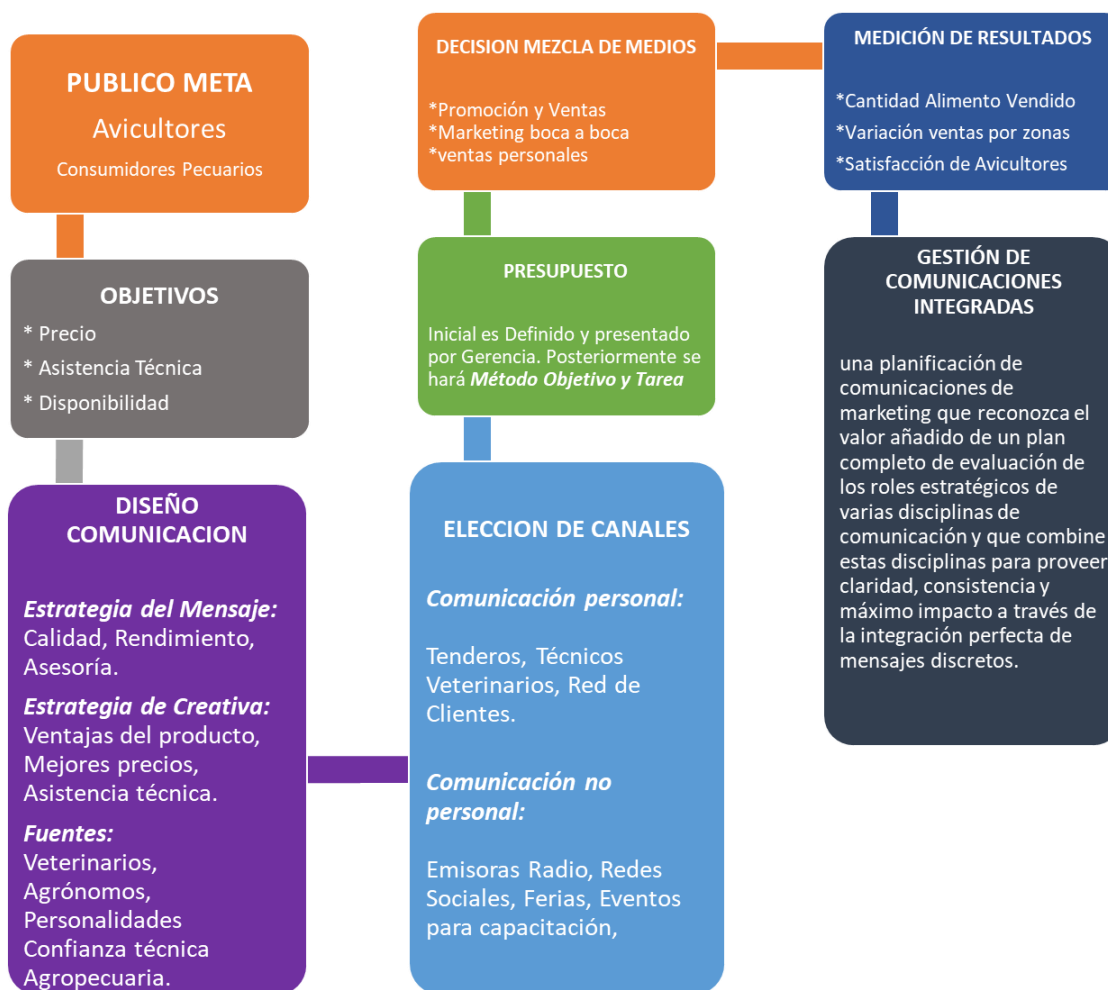 PUBLICO META
Avicultores
Consumidores Pecuarios
OBJETIVOS
* Precio
* Asistencia Técnica
* Disponibilidad
DISEÑO
COMUNICACION
Estrategia del Mensaje:
Calidad, Rendimiento,
Asesoría.
Estrategia de Creativa:
Ventajas del producto,
Mejores precios,
Asistencia técnica.
Fuentes:
Veterinarios,
Agrónomos,
Personalidades
Confianza técnica
Agropecuaria.
ELECCION DE CANALES
Comunicación personal:
Tenderos, Técnicos
Veterinarios, Red de
Clientes.
Comunicación no
personal:
Emisoras Radio, Redes
Sociales, Ferias, Eventos
para capacitación,
PRESUPUESTO
Inicial es Definido y presentado
por Gerencia. Posteriormente se
hará Método Objetivo y Tarea
DECISION MEZCLA DE MEDIOS
*Promoción y Ventas
*Marketing boca a boca
*ventas personales
MEDICIÓN DE RESULTADOS
*Cantidad Alimento Vendido
*Variación ventas por zonas
*Satisfacción de Avicultores
GESTIÓN DE
COMUNICACIONES
INTEGRADAS
una planificación de
comunicaciones de
marketing que reconozca el
valor añadido de un plan
completo de evaluación de
los roles estratégicos de
varias disciplinas de
comunicación y que combine
estas disciplinas para proveer
claridad, consistencia y
máximo impacto a través de
la integración perfecta de
mensajes discretos.